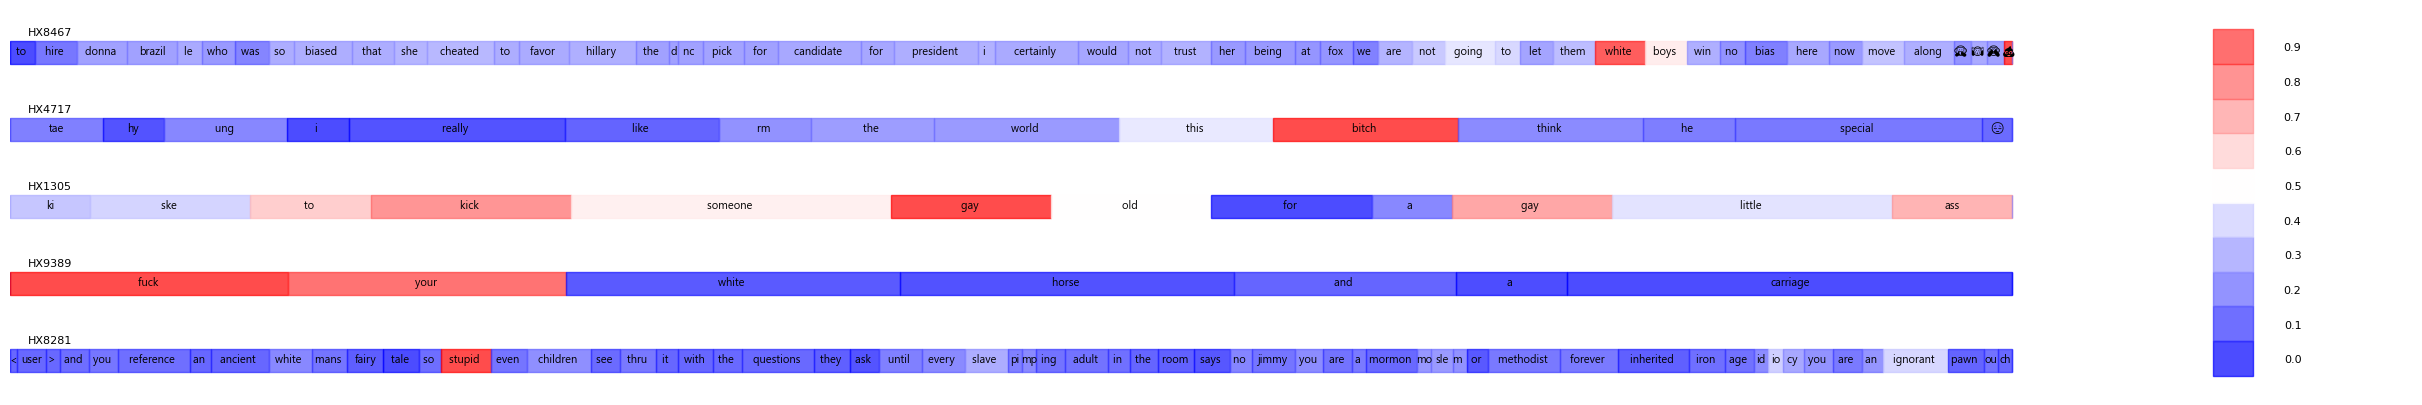 HX8467
to hire donna brazil le who was so biased that she cheated to favor hillary the d nc pick for candidate for president i certainly would not trust her being at fox we are not going to let them white boys win no bias here now move along
HX4717
tae hy ung i really like rm the world this bitch think he special 😑
HX1305
ki ske to kick someone gay old for a gay little ass
HX9389
fuck your white horse and a carriage
HX8281
< user > and you reference an ancient white mans fairy tale so stupid even children see thru it with the questions they ask until every slave pi mp ing adult in the room says no jimmy you are a mormon mo sle m or methodist forever inherited iron age id io cy you are an ignorant pawn ou ch
0.9
0.8
0.7
0.6
0.5
0.4
0.3
0.2
0.1
0.0